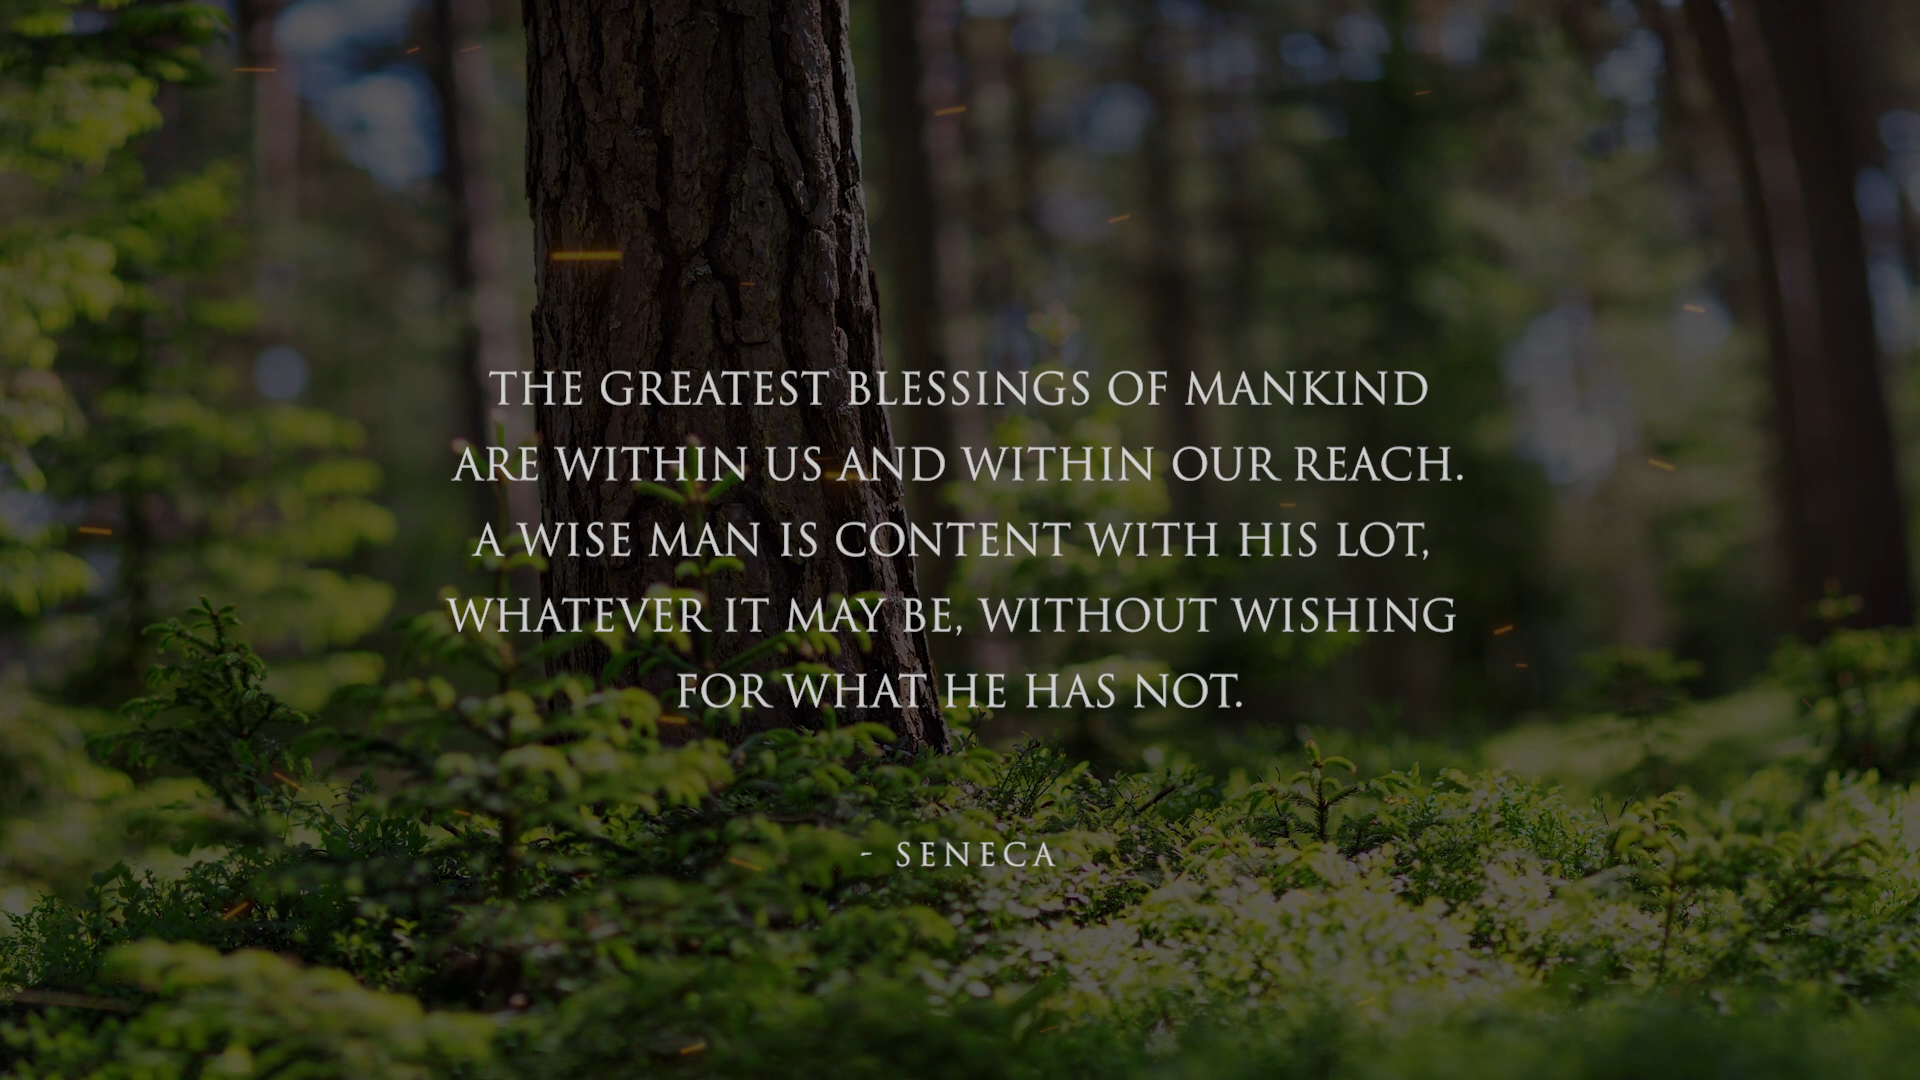 THE GREATEST BLESSINGS OF MANKIND
ARE WITHIN US AND WITHIN OUR REACH.
A WISE MAN IS CONTENT WITH HIS LOT,
WHATEVER IT MAY BE, WITHOUT WISHING
FOR WHAT HE HAS NOT.
- SENECA